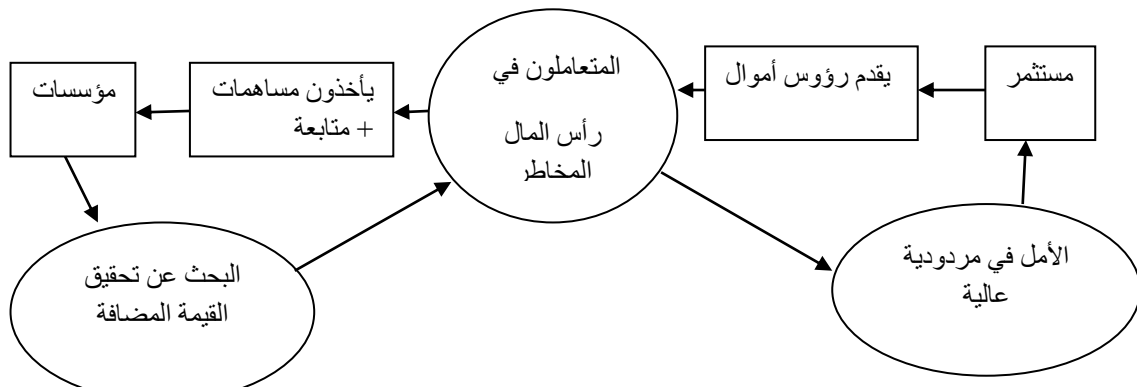 مستثمر
يقدم رؤوس أموال
المتعاملون في
رأس المال
المخاطر
يأخذون مساهمات
+ متابعة
مؤسسات
البحث عن تحقيق
القيمة المضافة
الأمل في مردودية
عالية